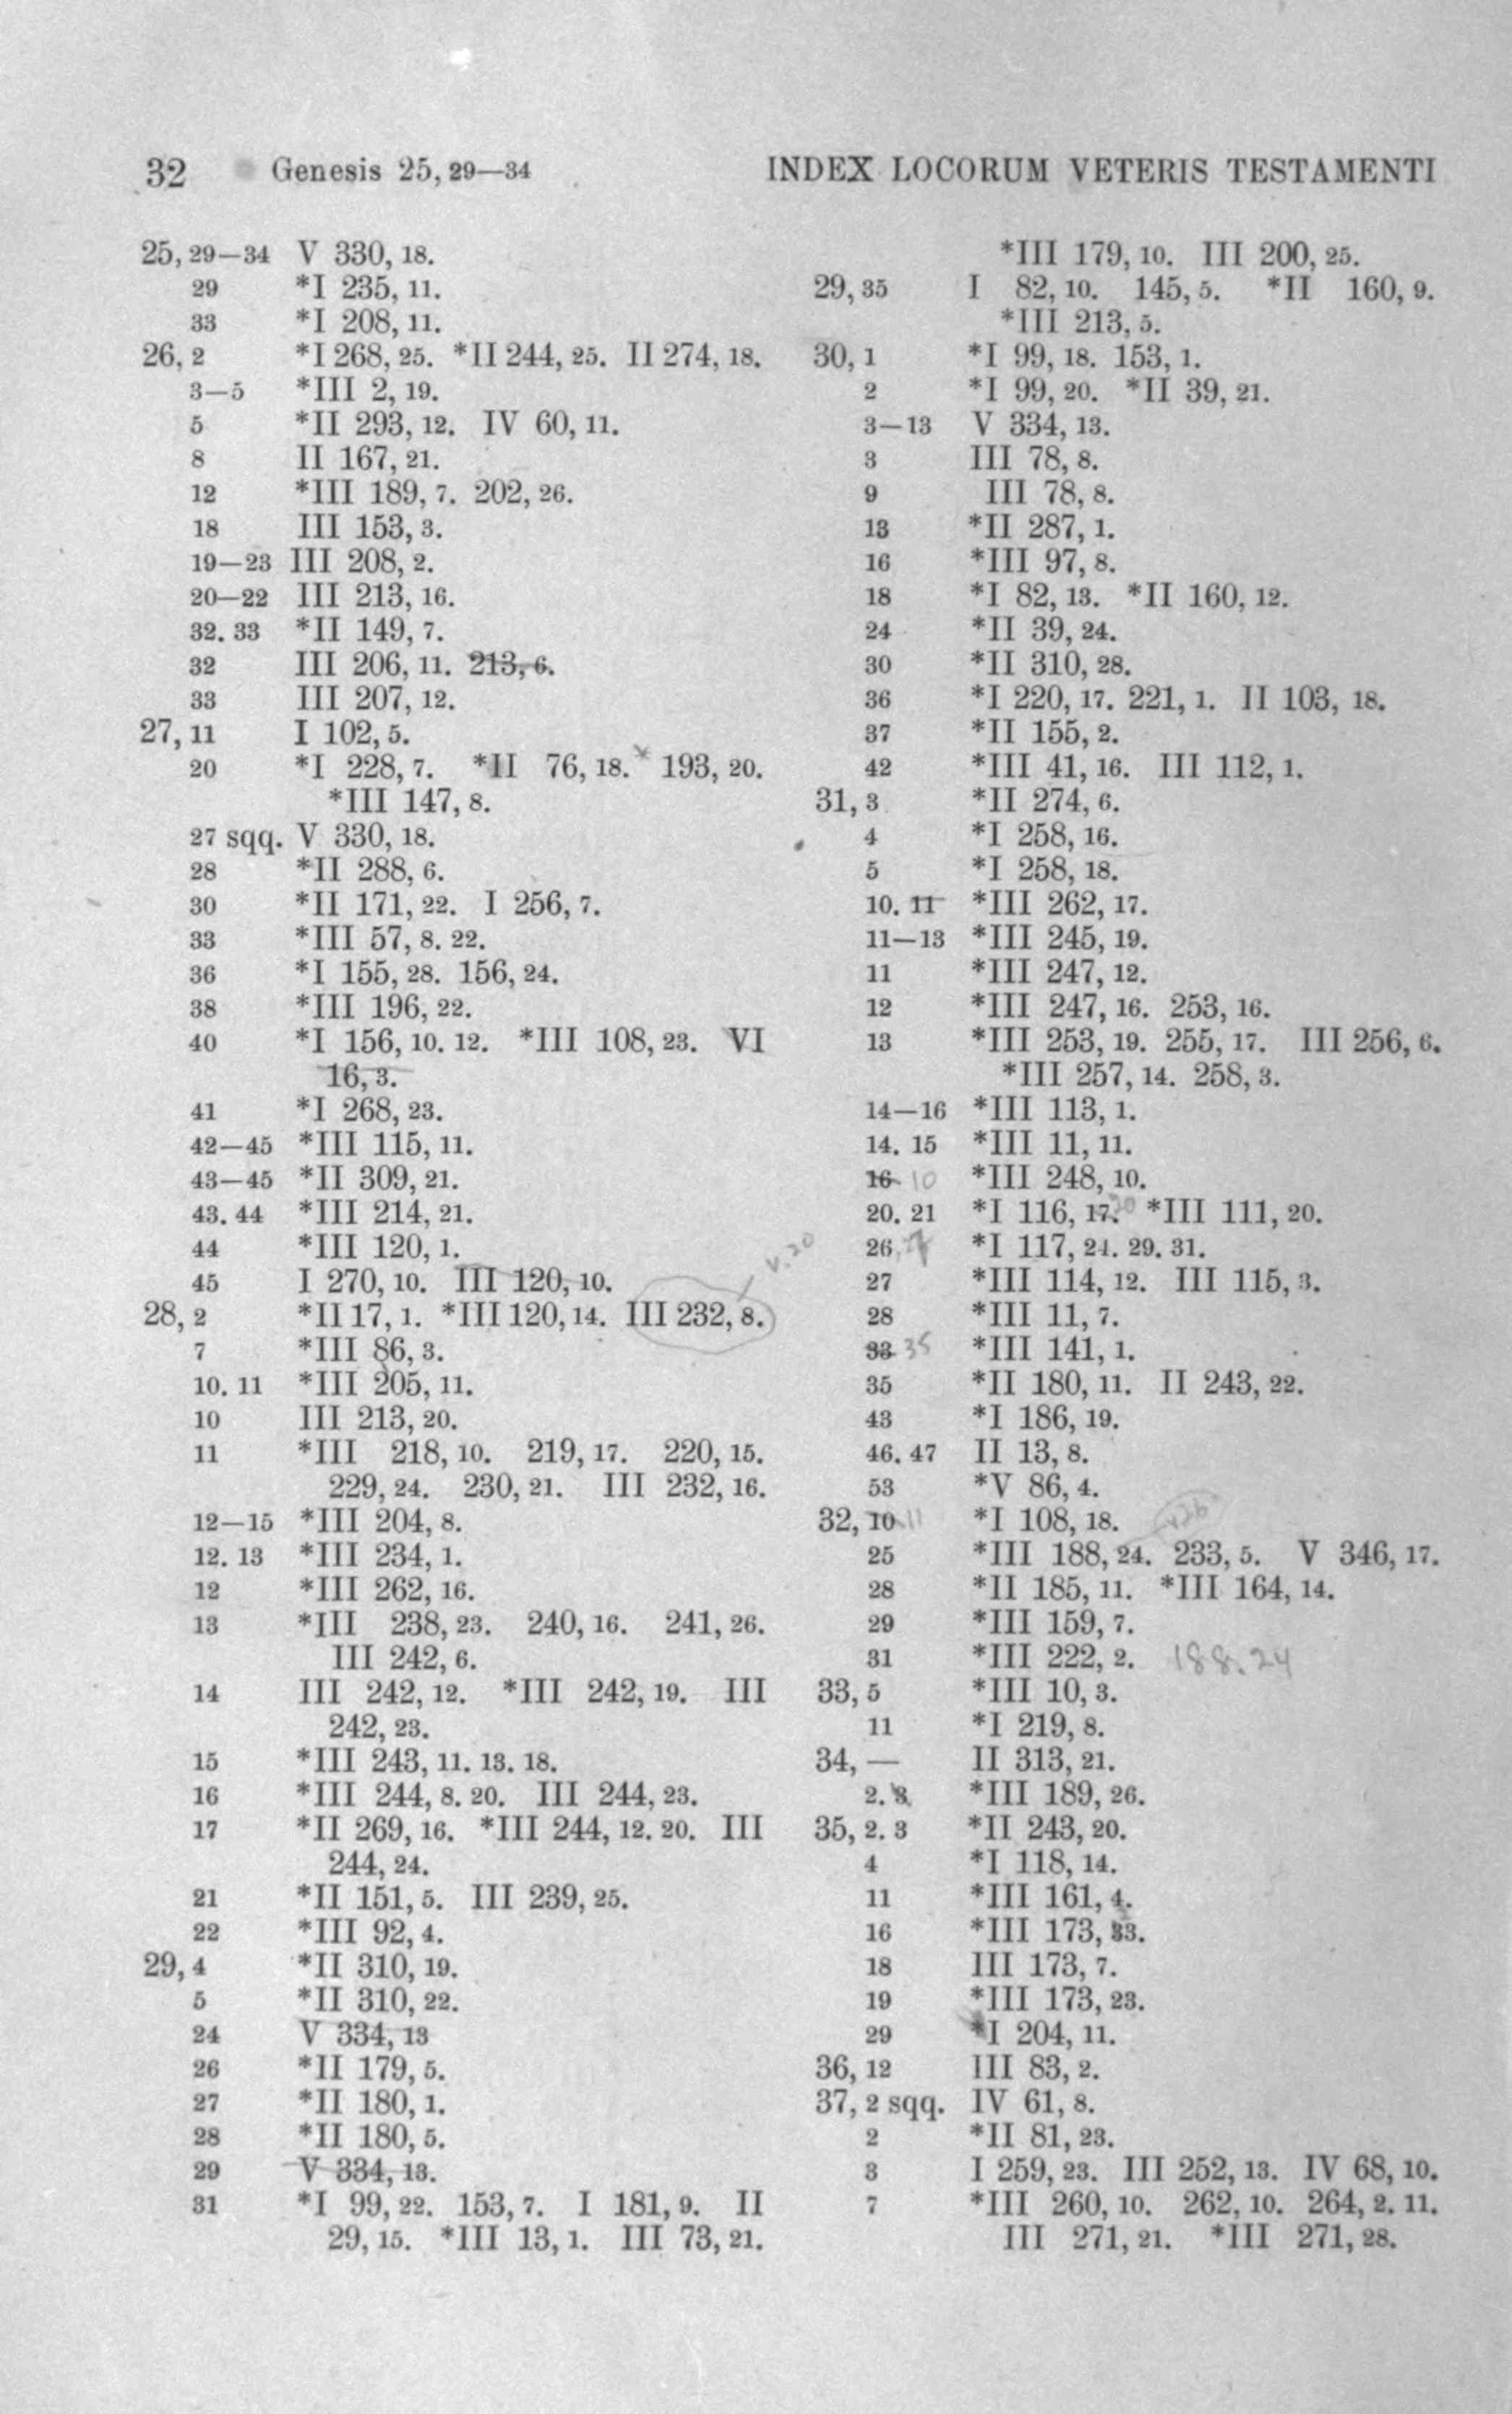 32 Genesis 25, 29—34 INDEX LOCORUM VETERIS TESTAMENTI
25, 29—34 V 330, 18.
29 *I 235, 11.
33 *I 208, 11.
26, 2 *I 268, 25. *II 244, 25. II 274, 18.
3—5 *III 2, 19.
5 *II 293, 12. IV 60, 11.
8 II 167, 21.
12 *III 189, 7. 202, 26.
18 III 153, 3.
19—23 III 208, 2.
20—22 III 213, 16.
32. 33 *II 149, 7.
32 III 206, 11. 213, 6.
33 III 207, 12.
27, 11 I 102, 5.
20 *I 228, 7. *II 76, 18. 193, 20.
*III 147, 8.
27 sqq. V 330, 18.
28 *II 288, 6.
30 *II 171, 22. I 256, 7.
33 *III 57, 8. 22.
36 *I 155, 28. 156, 24.
38 *III 196, 22.
40 *I 156, 10. 12. *III 108, 23. VI
16, 3.
41 *I 268, 23.
42—45 *III 115, 11.
43—45 *II 309, 21.
43. 44 *III 214, 21.
44 *III 120, 1.
v. 20
45 I 270, 10. III 120, 10.
28, 2 *II 17, 1. *III 120, 14. III 232, 8.
7 *III 86, 3.
10. 11 *III 205, 11.
10 III 213, 20.
11 *III 218, 10. 219, 17. 220, 15.
229, 24. 230, 21. III 232, 16.
12—15 *III 204, 8.
12. 13 *III 234, 1.
12 *III 262, 16.
13 *III 238, 23. 240, 16. 241, 26.
III 242, 6.
14 III 242, 12. *III 242, 19. III
242, 23.
15 *III 243, 11. 13. 18.
16 *III 244, 8. 20. III 244, 23.
17 *II 269, 16. *III 244, 12. 20. III
244, 24.
21 *II 151, 5. III 239, 25.
22 *III 92, 4.
29, 4 *II 310, 19.
5 *II 310, 22.
24 V 334, 13
26 *II 179, 5.
27 *II 180, 1.
28 *II 180, 5.
29 V 334, 13.
31 *I 99, 22. 153, 7. I 181, 9. II
29, 15. *III 13, 1. III 73, 21.
*III 179, 10. III 200, 25.
29, 35 I 82, 10. 145, 5. *II 160, 9.
*III 213, 5.
30, 1 *I 99, 18. 153, 1.
2 *I 99, 20. *II 39, 21.
3—13 V 334, 13.
3 III 78, 8.
9 III 78, 8.
13 *II 287, 1.
16 *III 97, 8.
18 *I 82, 13. *II 160, 12.
24 *II 39, 24.
30 *II 310, 28.
36 *I 220, 17. 221, 1. II 103, 18.
37 *II 155, 2.
42 *III 41, 16. III 112, 1.
31, 3 *II 274, 6.
4 *I 258, 16.
5 *I 258, 18.
10. 11 *III 262, 17.
11—13 *III 245, 19.
11 *III 247, 12.
12 *III 247, 16. 253, 16.
13 *III 253, 19. 255, 17. III 256, 6.
*III 257, 14. 258, 3.
14—16 *III 113, 1.
14. 15 *III 11, 11.
16 10 *III 248, 10.
20. 21 *I 116, 17. 20 *III 111, 20.
26 *I 117, 24. 29. 31.
27 *III 114, 12. III 115, 3.
28 *III 11, 7.
33 35 *III 141, 1.
35 *II 180, 11. II 243, 22.
43 *I 186, 19.
46. 47 II 13, 8.
53 *V 86, 4.
32, 10 11 *I 108, 18. v26
25 *III 188, 24. 233, 5. V 346, 17.
28 *II 185, 11. *III 164, 14.
29 *III 159, 7.
31 *III 222, 2. 188.24
33, 5 *III 10, 3.
11 *I 219, 8.
34, — II 313, 21.
2. 3 *III 189, 26.
35, 2. 3 *II 243, 20.
4 *I 118, 14.
11 *III 161, 4.
16 *III 173, 33.
18 III 173, 7.
19 *III 173, 23.
29 *I 204, 11.
36, 12 III 83, 2.
37, 2 sqq. IV 61, 8.
2 *II 81, 23.
3 I 259, 23. III 252, 13. IV 68, 10.
7 *III 260, 10. 262, 10. 264, 2. 11.
III 271, 21. *III 271, 28.